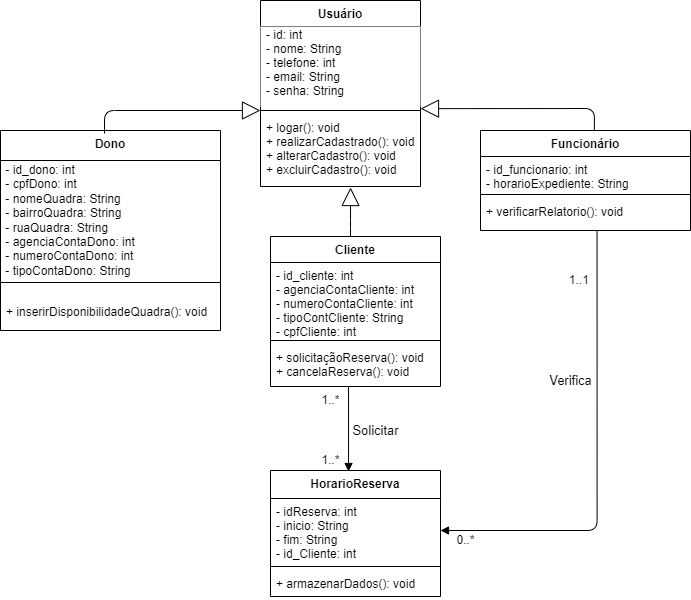 Usuário
- id: int
- nome: String
- telefone: int
- email: String
- senha: String
+ logar(): void
+ realizarCadastrado(): void
+ alterarCadastro(): void
+ excluirCadastro(): void
Dono
- id_dono: int
- cpfDono: int
- nomeQuadra: String
- bairroQuadra: String
- ruaQuadra: String
- agenciaContaDono: int
- numeroContaDono: int
- tipoContaDono: String
+ inserirDisponibilidadeQuadra(): void
Funcionário
- id_funcionario: int
- horarioExpediente: String
+ verificarRelatorio(): void
Cliente
- id_cliente: int
- agenciaContaCliente: int
- numeroContaCliente: int
- tipoContCliente: String
- cpfCliente: int
+ solicitaçãoReserva(): void
+ cancelaReserva(): void
1..1
Verifica
0..*
1..*
Solicitar
1..*
HorarioReserva
- idReserva: int
- inicio: String
- fim: String
- id_Cliente: int
+ armazenarDados(): void